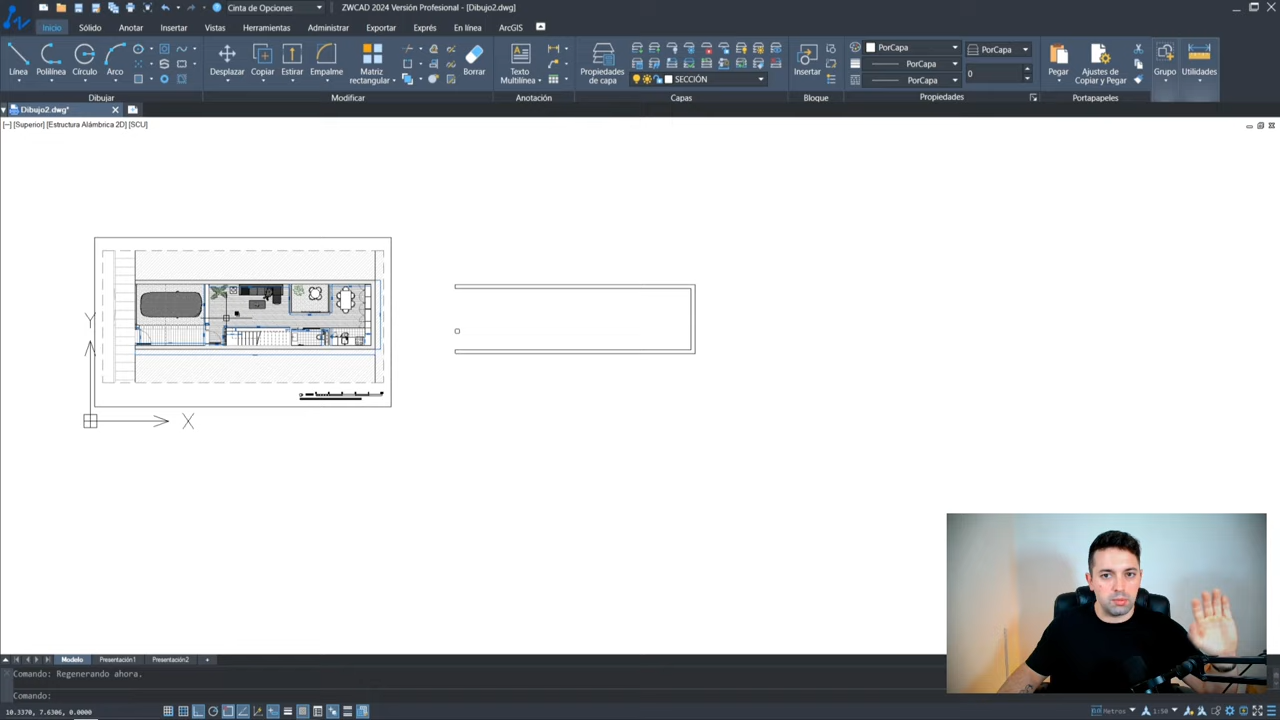 Cinta de Opciones
ZWCAD 2024 Versión Profesional - [Dibujo2.dwg]
Inicio Sólido Anotar Insertar Vistas Herramientas Administrar Exportar Exprés En línea ArcGIS
PorCapa PorCapa
PorCapa 0
SECCIÓN PorCapa
Línea Polilínea Círculo Arco Desplazar Copiar Estirar Empalme Matriz rectangular Borrar Texto Multilínea Propiedades de capa Insertar Pegar Ajustes de Copiar y Pegar Grupo Utilidades
Dibujar Modificar Anotación Capas Bloque Propiedades Portapapeles
Dibujo2.dwg*
[−] [Superior] [Estructura Alámbrica 2D] [SCU]
Y
X
Modelo Presentación1 Presentación2 +
Comando: Regenerando ahora.
Comando:
10.3370, 7.6306, 0.0000 Metros 1:50